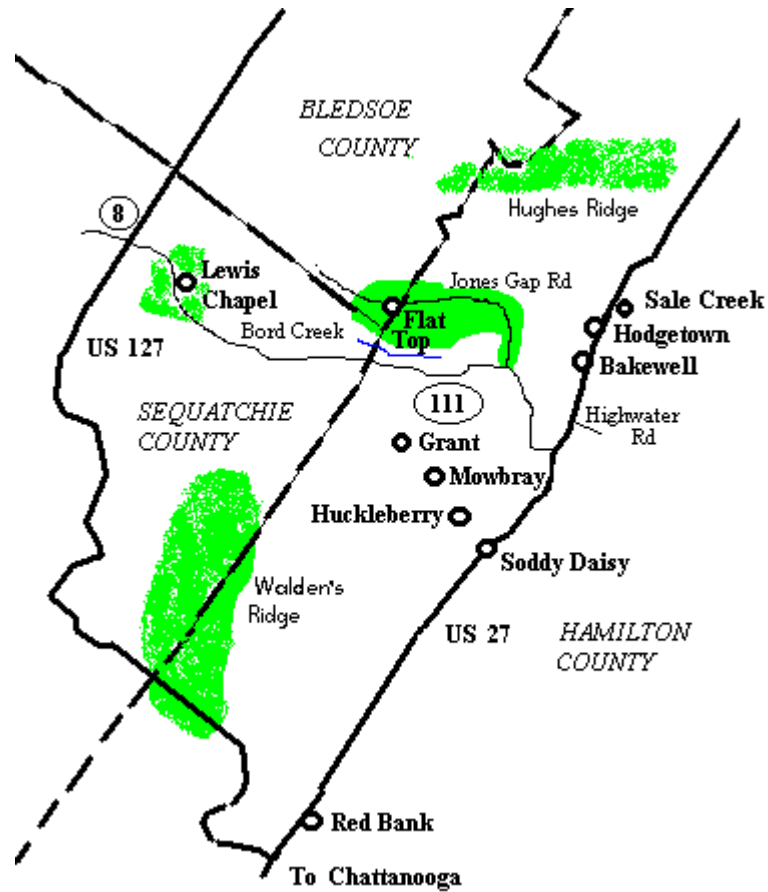 BLEDSOE
COUNTY
Hughes Ridge
8
Lewis
Chapel
Jones Gap Rd
Sale Creek
Flat
Top
Hodgetown
Bord Creek
US 127
Bakewell
111
SEQUATCHIE
COUNTY
Highwater
Rd
Grant
Mowbray
Huckleberry
Soddy Daisy
Walden's
Ridge
US 27
HAMILTON
COUNTY
Red Bank
To Chattanooga